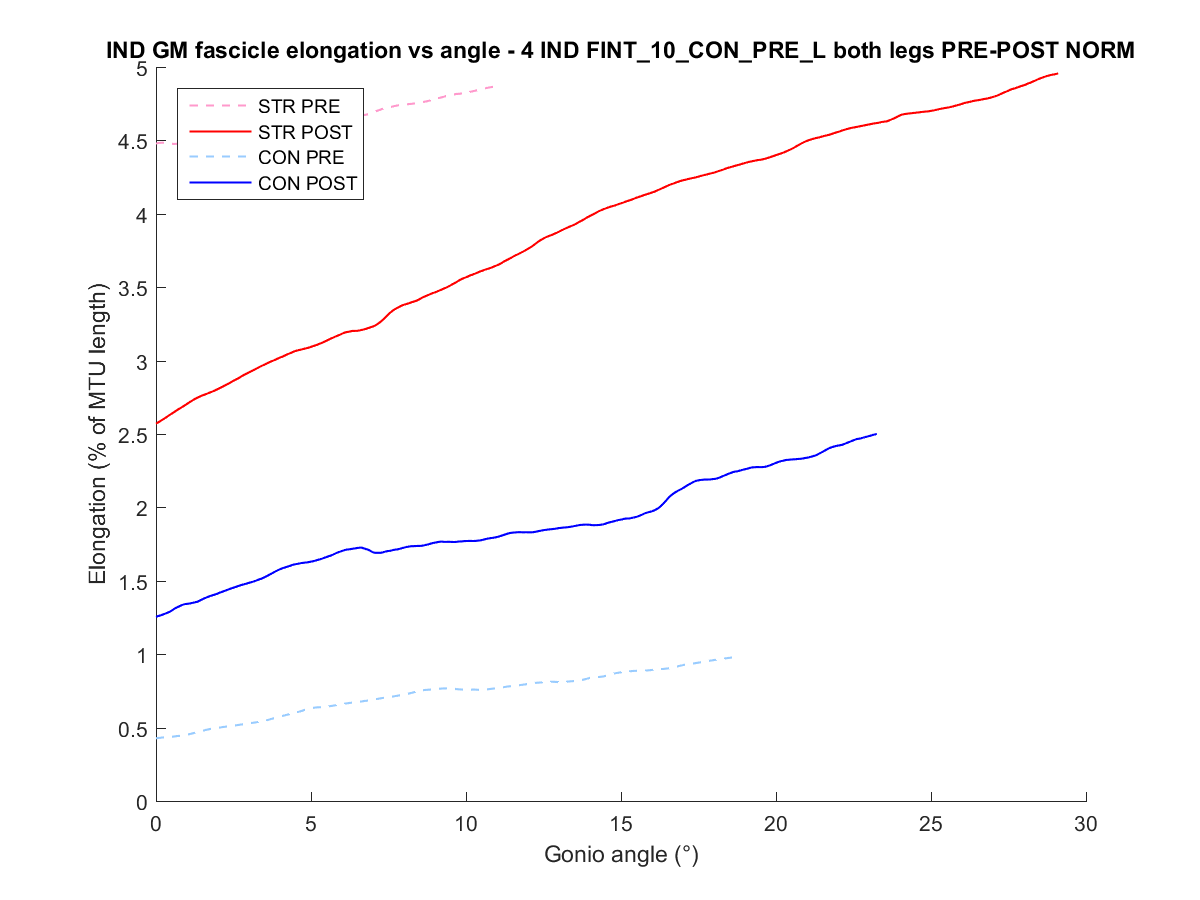 IND GM fascicle elongation vs angle - 4 IND FINT_10_CON_PRE_L both legs PRE-POST NORM
5
4.5
4
3.5
3
2.5
2
1.5
1
0.5
0
Elongation (% of MTU length)
STR PRE
STR POST
CON PRE
CON POST
0 5 10 15 20 25 30
Gonio angle (°)